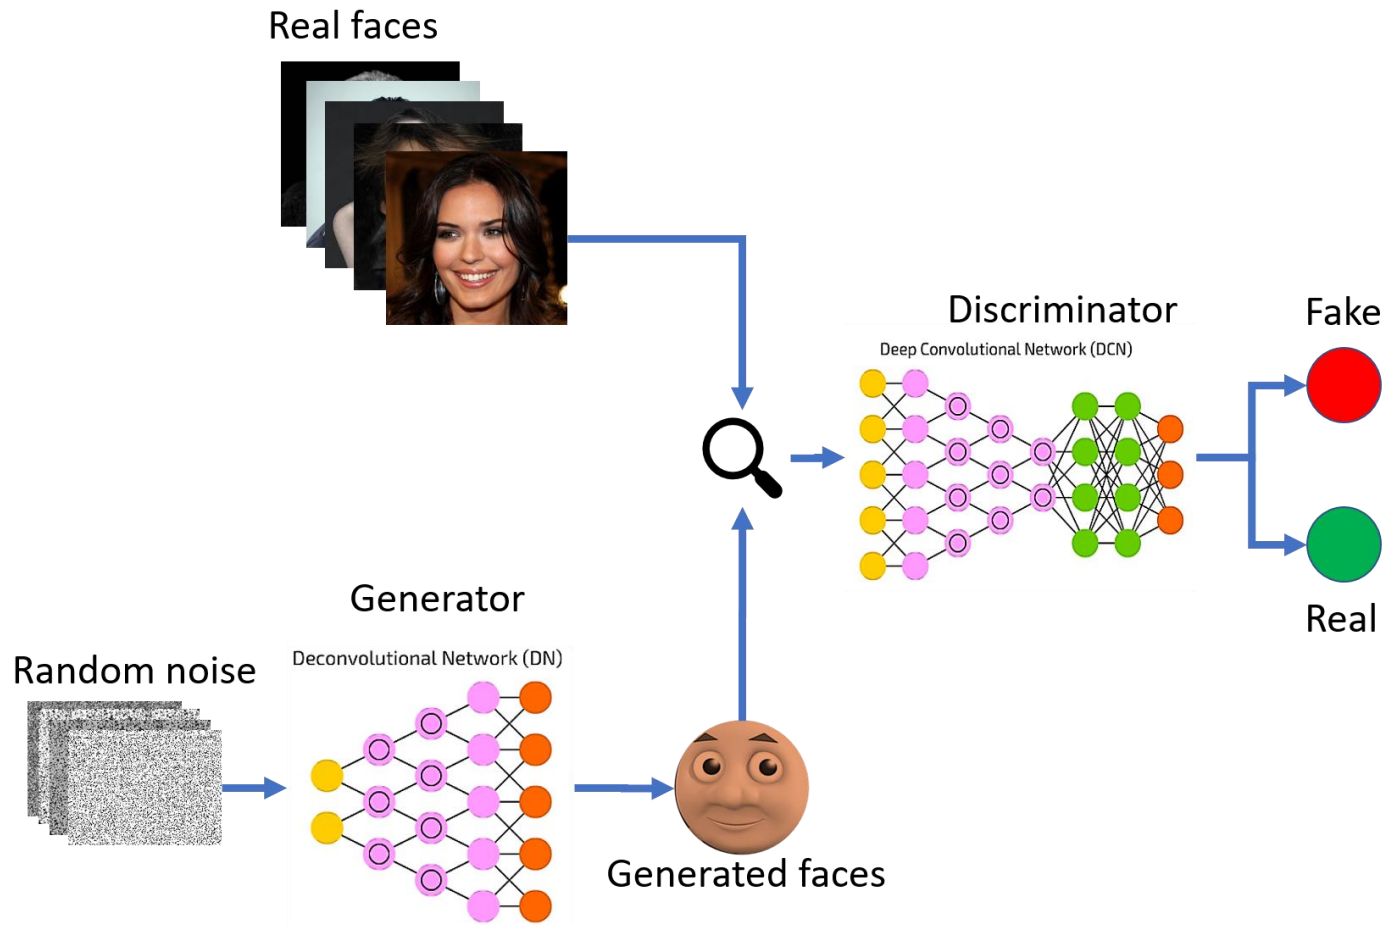 Real faces
Discriminator
Fake
Deep Convolutional Network (DCN)
Generator
Real
Deconvolutional Network (DN)
Random noise
Generated faces